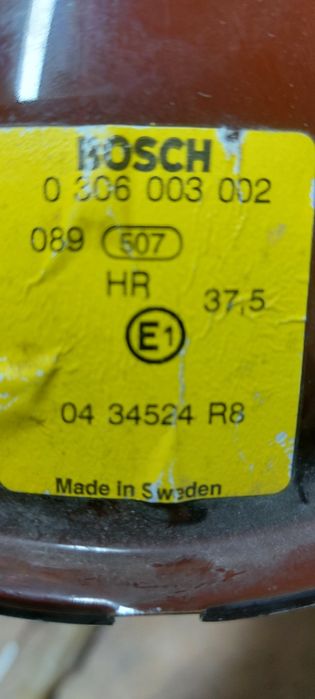 BOSCH
0 306 003 002
089 507
HR 37,5
E1
04 34524 R8
Made in Sweden